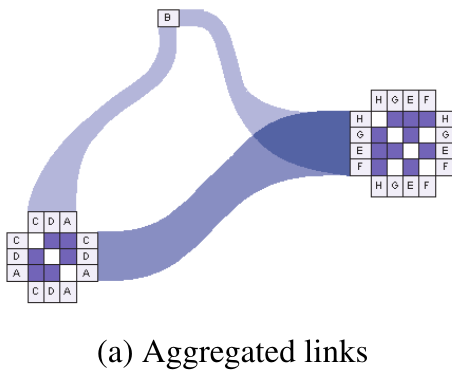 B
H G E F
H H
G G
E E
F F
H G E F
C D A
C C
D D
A A
C D A
(a) Aggregated links